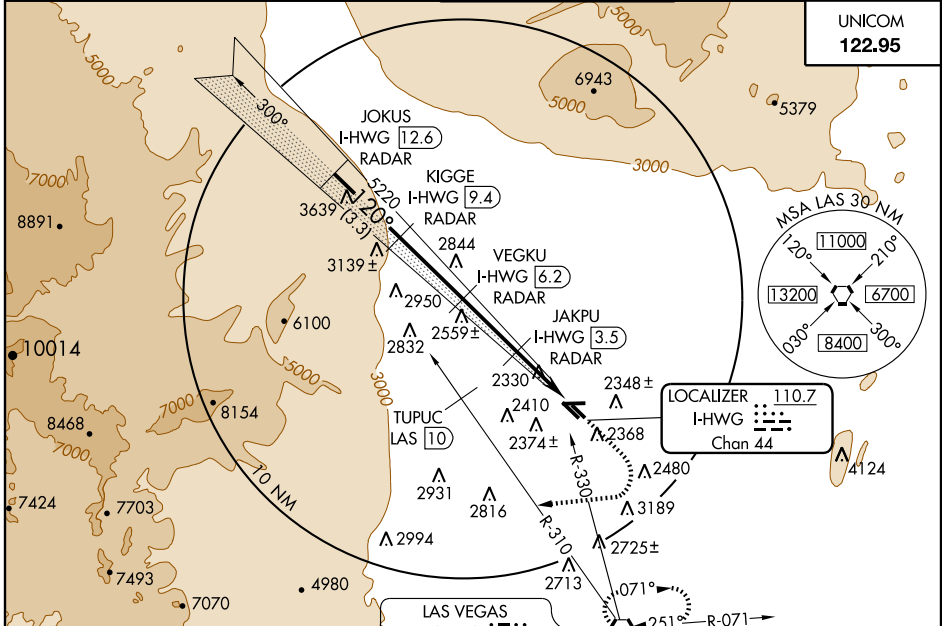 UNICOM
122.95
5000
6943
5000
5000
5379
300°
JOKUS
I-HWG 12.6
RADAR
3000
7000
KIGGE
I-HWG 9.4
RADAR
5220
120°
3639 (3.3)
8891
MSA LAS 30 NM
120°
11000
210°
13200
6700
030°
8400
300°
2844
3139 ±
VEGKU
I-HWG 6.2
RADAR
2950
6100
2559 ±
2832
JAKPU
I-HWG 3.5
RADAR
10014
5000
3000
2330
2348 ±
LOCALIZER 110.7
I-HWG
Chan 44
7000
8154
2410
TUPUC
LAS 10
2374 ±
2368
8468
7000
R-330
2480
4124
2931
2816
3189
10 NM
7424
7703
R-310
2994
2725 ±
2713
7493
4980
071°
7070
LAS VEGAS
251°
R-071